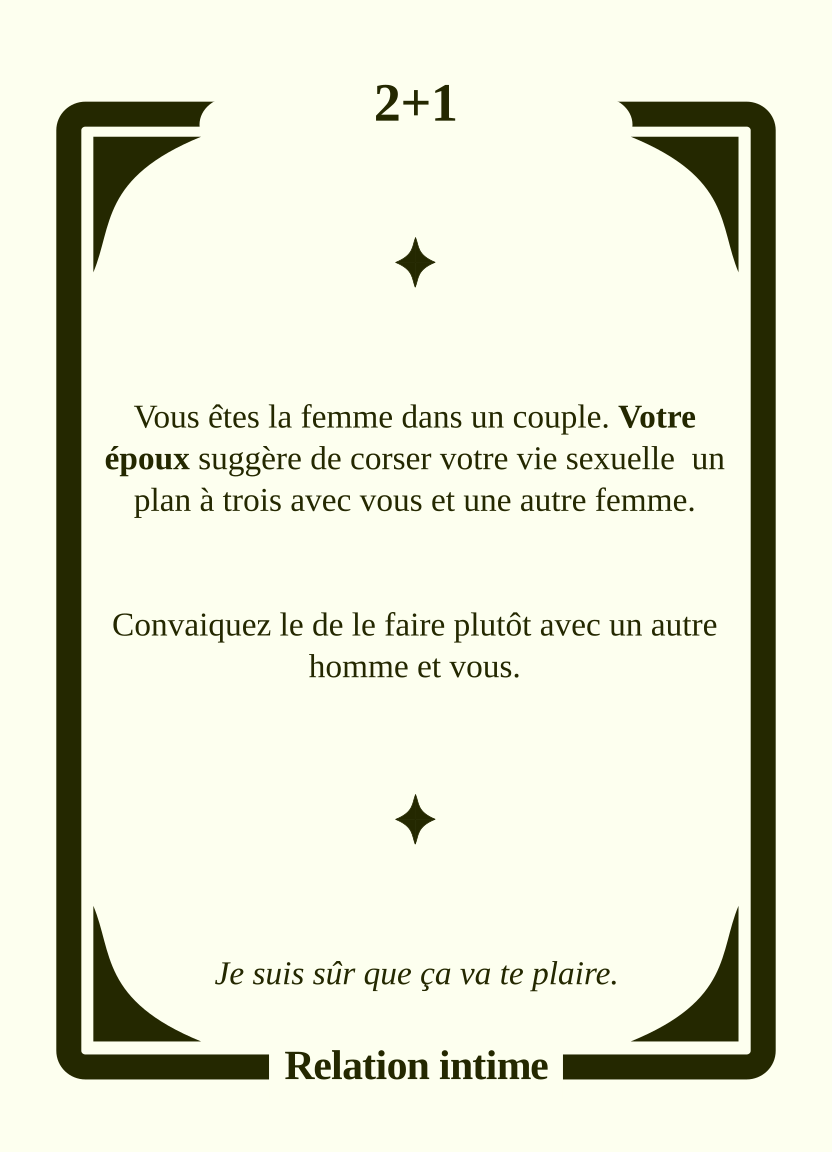 2+1
Vous êtes la femme dans un couple. Votre
époux suggère de corser votre vie sexuelle  un
plan à trois avec vous et une autre femme.
Convaiquez le de le faire plutôt avec un autre
homme et vous.
Je suis sûr que ça va te plaire.
Relation intime